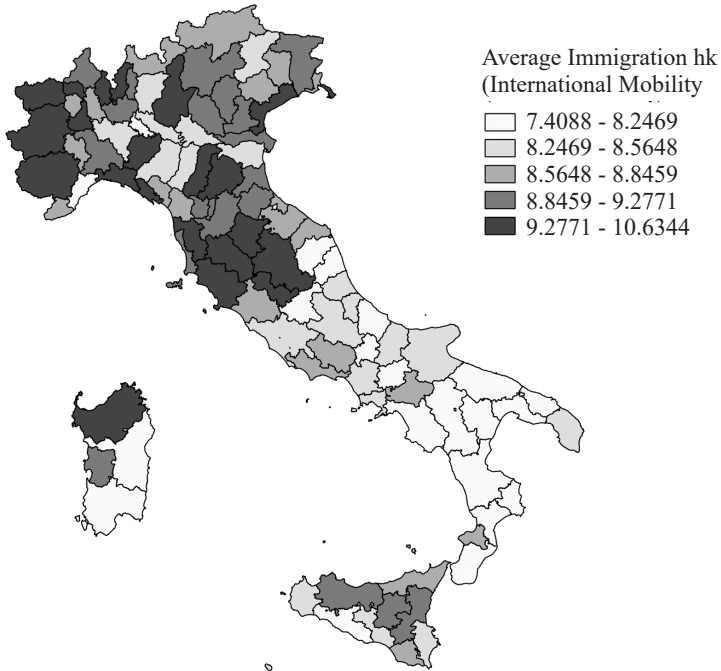 Average Immigration hk
(International Mobility
7.4088 - 8.2469
8.2469 - 8.5648
8.5648 - 8.8459
8.8459 - 9.2771
9.2771 - 10.6344